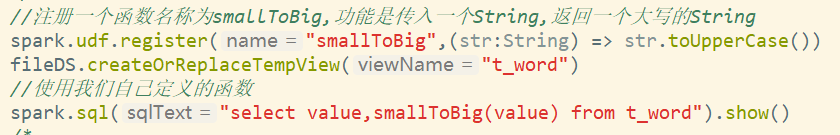 //注册一个函数名称为smallToBig,功能是传入一个String,返回一个大写的String
spark.udf.register( name = "smallToBig",(str:String) => str.toUpperCase())
fileDS.createOrReplaceTempView( viewName = "t_word")
//使用我们自己定义的函数
spark.sql( sqlText = "select value,smallToBig(value) from t_word").show()
/*